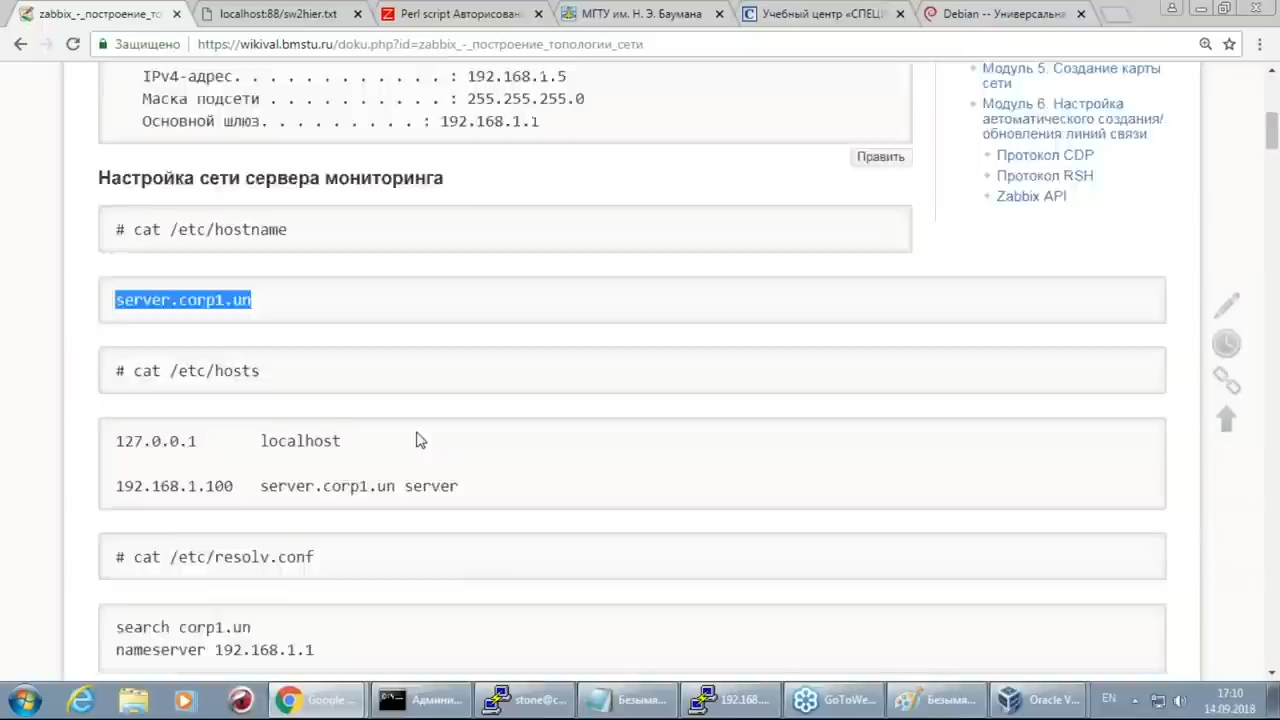 zabbix_-_построение_то
localhost:88/sw2hier.txt
Perl script Авторисован
МГТУ им. Н. Э. Баумана
Учебный центр «СПЕЦИ
Debian -- Универсальна
Защищено
https://wikival.bmstu.ru/doku.php?id=zabbix_-_построение_топологии_сети
IPv4-адрес. . . . . . . . . . . . : 192.168.1.5
Маска подсети . . . . . . . . . . : 255.255.255.0
Основной шлюз. . . . . . . . . : 192.168.1.1
Править
Модуль 5. Создание карты
сети
Модуль 6. Настройка
автоматического создания/
обновления линий связи
Протокол CDP
Протокол RSH
Zabbix API
Настройка сети сервера мониторинга
# cat /etc/hostname
server.corp1.un
# cat /etc/hosts
127.0.0.1 localhost
192.168.1.100 server.corp1.un server
# cat /etc/resolv.conf
search corp1.un
nameserver 192.168.1.1
Google ...
Админи...
stone@c...
Безымя...
192.168....
GoToWe...
Безымя...
Oracle V...
EN
17:10
14.09.2018